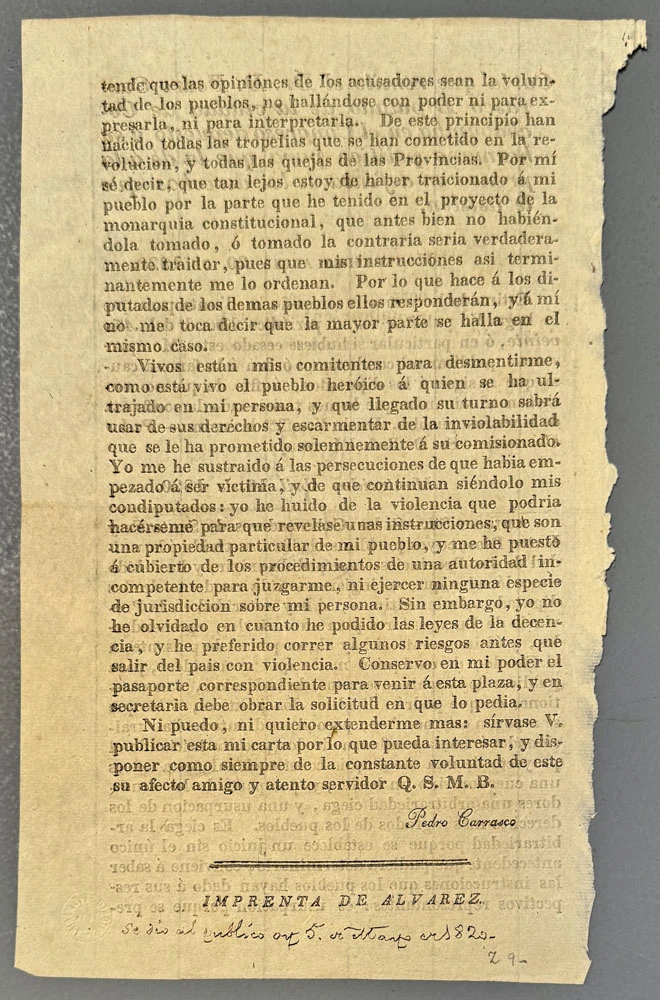 tende que las opiniones de los acusadores sean la volun-
tad de los pueblos, no hallándose con poder ni para ex-
presarla, ni para interpretarla. De este principio han
nacido todas las tropelias que se han cometido en la re-
volucion, y todas las quejas de las Provincias. Por mí
sé decir, que tan lejos estoy de haber traicionado á mi
pueblo por la parte que he tenido en el proyecto de la
monarquia constitucional, que antes bien no habién-
dola tomado, ó tomado la contraria seria verdadera-
mente traidor, pues que mis instrucciones asi termi-
nantemente me lo ordenan. Por lo que hace á los di-
putados de los demas pueblos ellos responderán, y á mí
no me toca decir que la mayor parte se halla en el
mismo caso.
Vivos están mis comitentes para desmentirme,
como está vivo el pueblo heróico á quien se ha ul-
trajado en mi persona, y que llegado su turno sabrá
usar de sus derechos y escarmentar de la inviolabilidad
que se le ha prometido solemnemente á su comisionado.
Yo me he sustraido á las persecuciones de que habia em-
pezado á ser victima, y de que continuan siéndolo mis
condiputados: yo he huido de la violencia que podria
hacérseme para que revelase unas instrucciones, que son
una propiedad particular de mi pueblo, y me he puesto
á cubierto de los procedimientos de una autoridad in-
competente para juzgarme, ni ejercer ninguna especie
de jurisdiccion sobre mi persona. Sin embargo, yo no
he olvidado en cuanto he podido las leyes de la decen-
cia, y he preferido correr algunos riesgos antes que
salir del pais con violencia. Conservo en mi poder el
pasaporte correspondiente para venir á esta plaza, y en
secretaria debe obrar la solicitud en que lo pedia.
Ni puedo, ni quiero extenderme mas: sírvase V.
publicar esta mi carta por lo que pueda interesar, y dis-
poner como siempre de la constante voluntad de este
su afecto amigo y atento servidor Q. S. M. B.
Pedro Carrasco
IMPRENTA DE ALVAREZ.
Se dio al publico oy 5. de Mayo de 1820-
29-